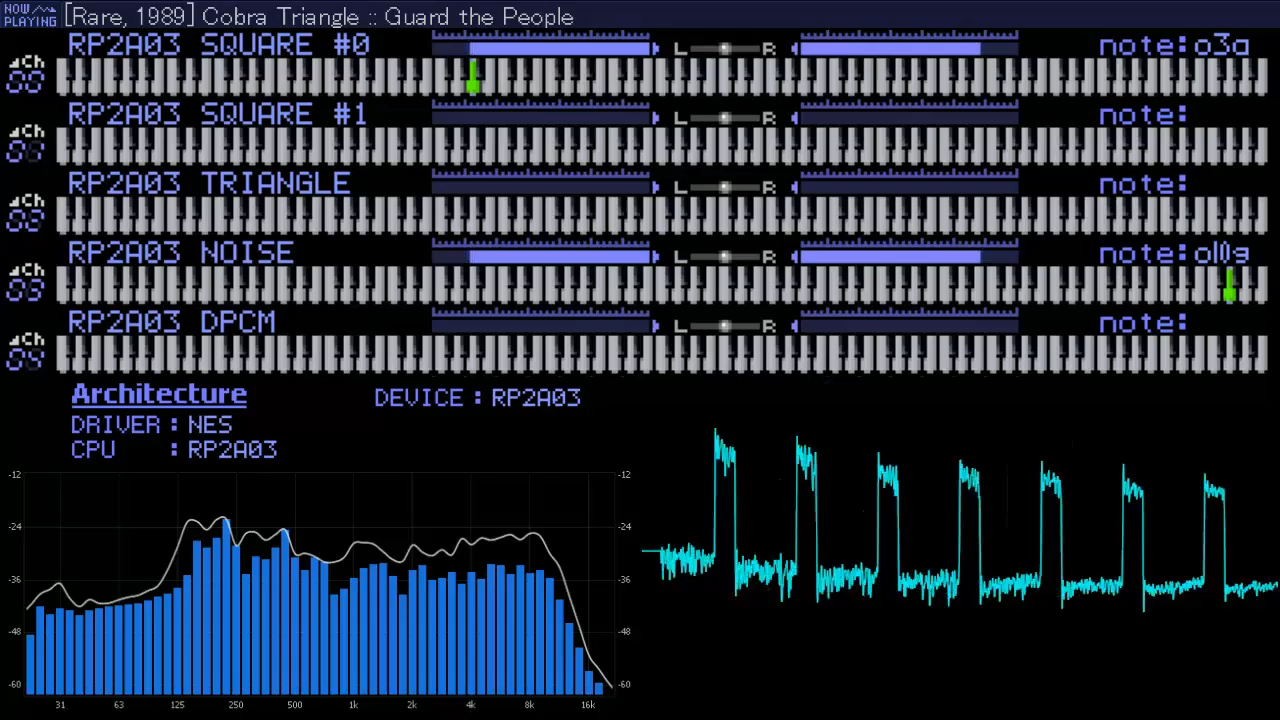 NOW PLAYING [Rare, 1989] Cobra Triangle :: Guard the People
RP2A03 SQUARE #0 L R note:o3a
Ch 00
RP2A03 SQUARE #1 L R note:
Ch
RP2A03 TRIANGLE L R note:
Ch
RP2A03 NOISE L R note:o10g
Ch 03
RP2A03 DPCM L R note:
Ch
Architecture DEVICE : RP2A03
DRIVER : NES
CPU : RP2A03
-12 -12
-24 -24
-36 -36
-48 -48
-60 -60
31 63 125 250 500 1k 2k 4k 8k 16k